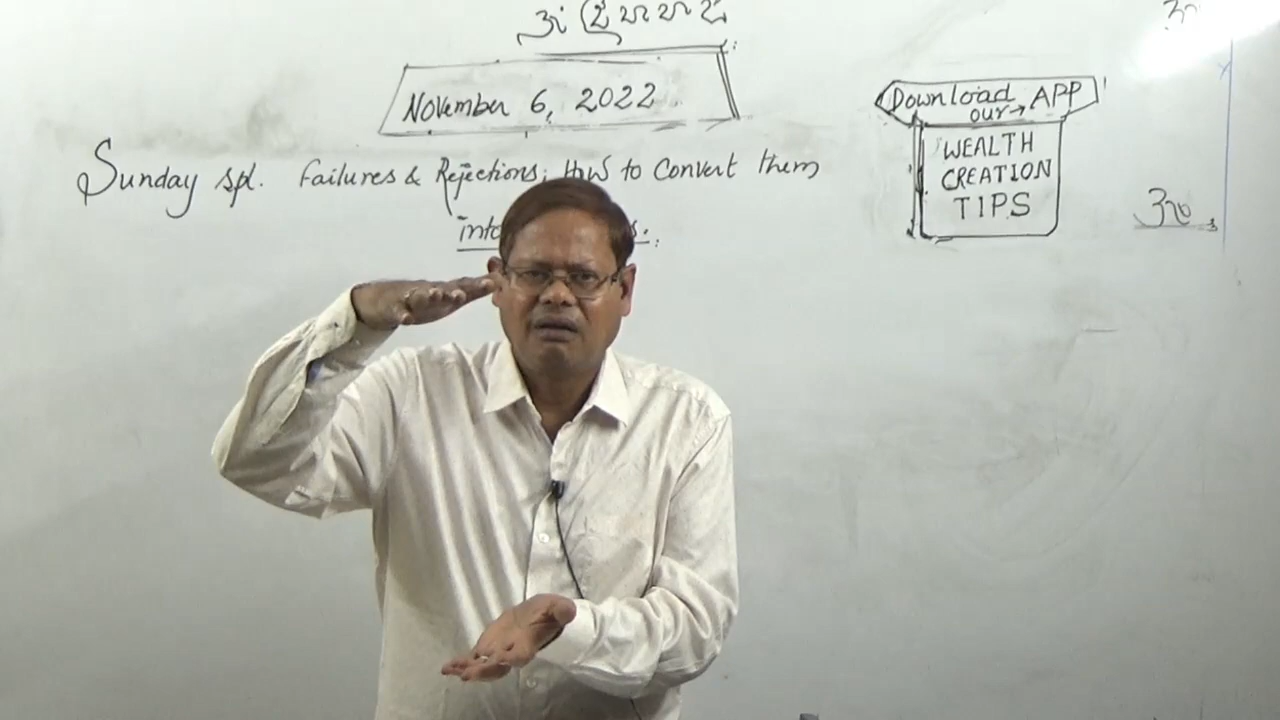 November 6, 2022
Download
our → APP
WEALTH
CREATION
TIPS
Sunday spl. Failures & Rejections; How to Convert them